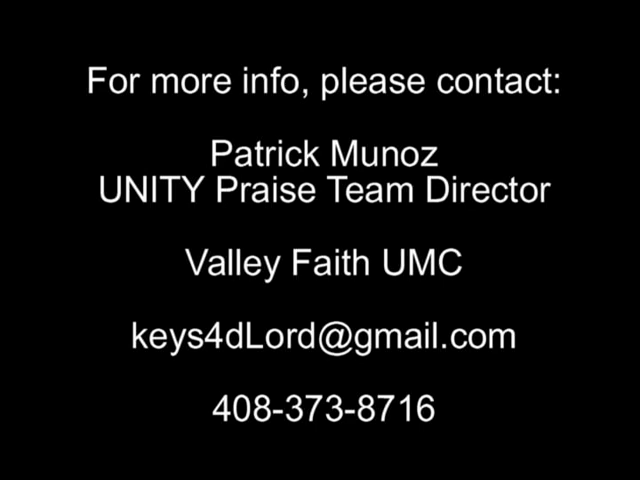 For more info, please contact:
Patrick Munoz
UNITY Praise Team Director
Valley Faith UMC
keys4dLord@gmail.com
408-373-8716